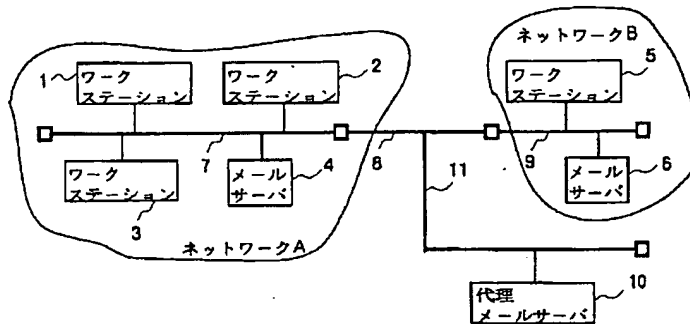 ネットワークB
1
ワーク
ステーション
2
ワーク
ステーション
5
ワーク
ステーション
7
8
9
ワーク
ステーション
3
メール
サーバ
4
メール
サーバ
6
11
ネットワークA
代理
メールサーバ
10